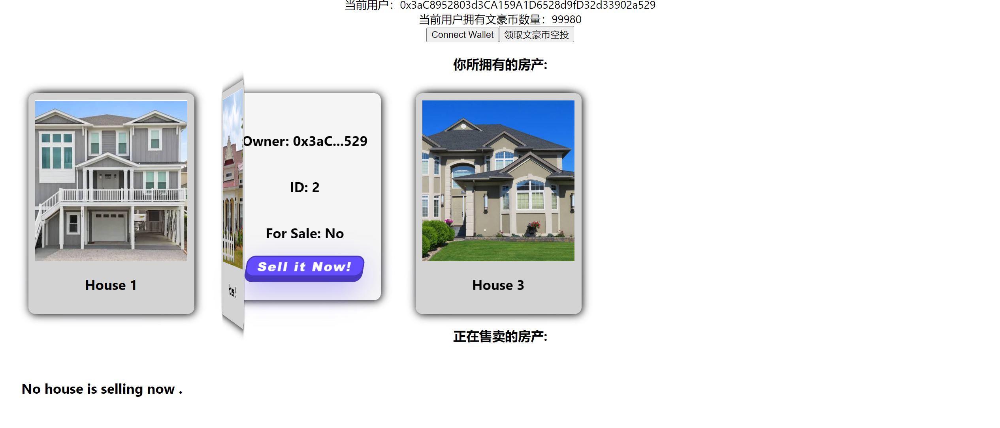 当前用户：0x3aC8952803d3CA159A1D6528d9fD32d33902a529
当前用户拥有文豪币数量：99980
Connect Wallet 领取文豪币空投
你所拥有的房产:
House 1
House 2
Owner: 0x3aC...529
ID: 2
For Sale: No
Sell it Now!
House 3
正在售卖的房产:
No house is selling now .